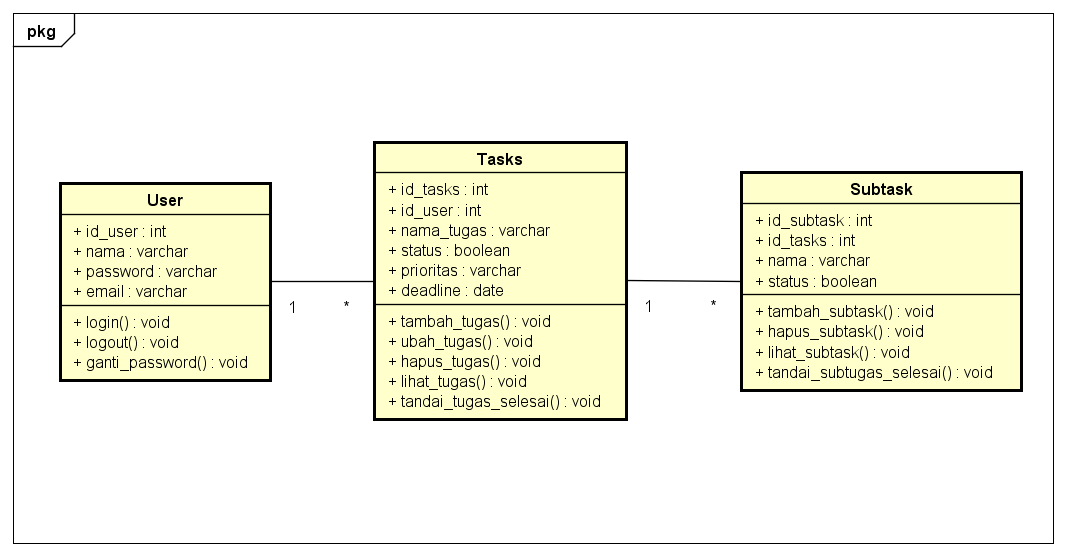 pkg
User
+ id_user : int
+ nama : varchar
+ password : varchar
+ email : varchar
+ login() : void
+ logout() : void
+ ganti_password() : void
1
*
Tasks
+ id_tasks : int
+ id_user : int
+ nama_tugas : varchar
+ status : boolean
+ prioritas : varchar
+ deadline : date
+ tambah_tugas() : void
+ ubah_tugas() : void
+ hapus_tugas() : void
+ lihat_tugas() : void
+ tandai_tugas_selesai() : void
1
*
Subtask
+ id_subtask : int
+ id_tasks : int
+ nama : varchar
+ status : boolean
+ tambah_subtask() : void
+ hapus_subtask() : void
+ lihat_subtask() : void
+ tandai_subtugas_selesai() : void